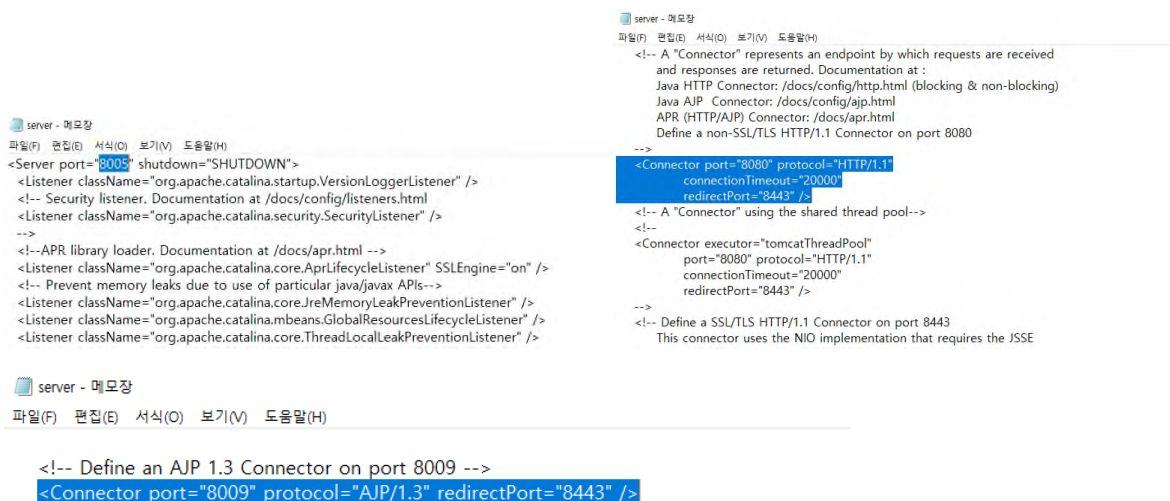 server - 메모장
파일(F) 편집(E) 서식(O) 보기(V) 도움말(H)
<Server port="8005" shutdown="SHUTDOWN">
<Listener className="org.apache.catalina.startup.VersionLoggerListener" />
<!-- Security listener. Documentation at /docs/config/listeners.html
<Listener className="org.apache.catalina.security.SecurityListener" />
-->
<!--APR library loader. Documentation at /docs/apr.html -->
<Listener className="org.apache.catalina.core.AprLifecycleListener" SSLEngine="on" />
<!-- Prevent memory leaks due to use of particular java/javax APIs-->
<Listener className="org.apache.catalina.core.JreMemoryLeakPreventionListener" />
<Listener className="org.apache.catalina.mbeans.GlobalResourcesLifecycleListener" />
<Listener className="org.apache.catalina.core.ThreadLocalLeakPreventionListener" />
server - 메모장
파일(F) 편집(E) 서식(O) 보기(V) 도움말(H)
<!-- A "Connector" represents an endpoint by which requests are received
and responses are returned. Documentation at :
Java HTTP Connector: /docs/config/http.html (blocking & non-blocking)
Java AJP Connector: /docs/config/ajp.html
APR (HTTP/AJP) Connector: /docs/apr.html
Define a non-SSL/TLS HTTP/1.1 Connector on port 8080
-->
<Connector port="8080" protocol="HTTP/1.1"
connectionTimeout="20000"
redirectPort="8443" />
<!-- A "Connector" using the shared thread pool-->
<!--
<Connector executor="tomcatThreadPool"
port="8080" protocol="HTTP/1.1"
connectionTimeout="20000"
redirectPort="8443" />
-->
<!-- Define a SSL/TLS HTTP/1.1 Connector on port 8443
This connector uses the NIO implementation that requires the JSSE
server - 메모장
파일(F) 편집(E) 서식(O) 보기(V) 도움말(H)
<!-- Define an AJP 1.3 Connector on port 8009 -->
<Connector port="8009" protocol="AJP/1.3" redirectPort="8443" />